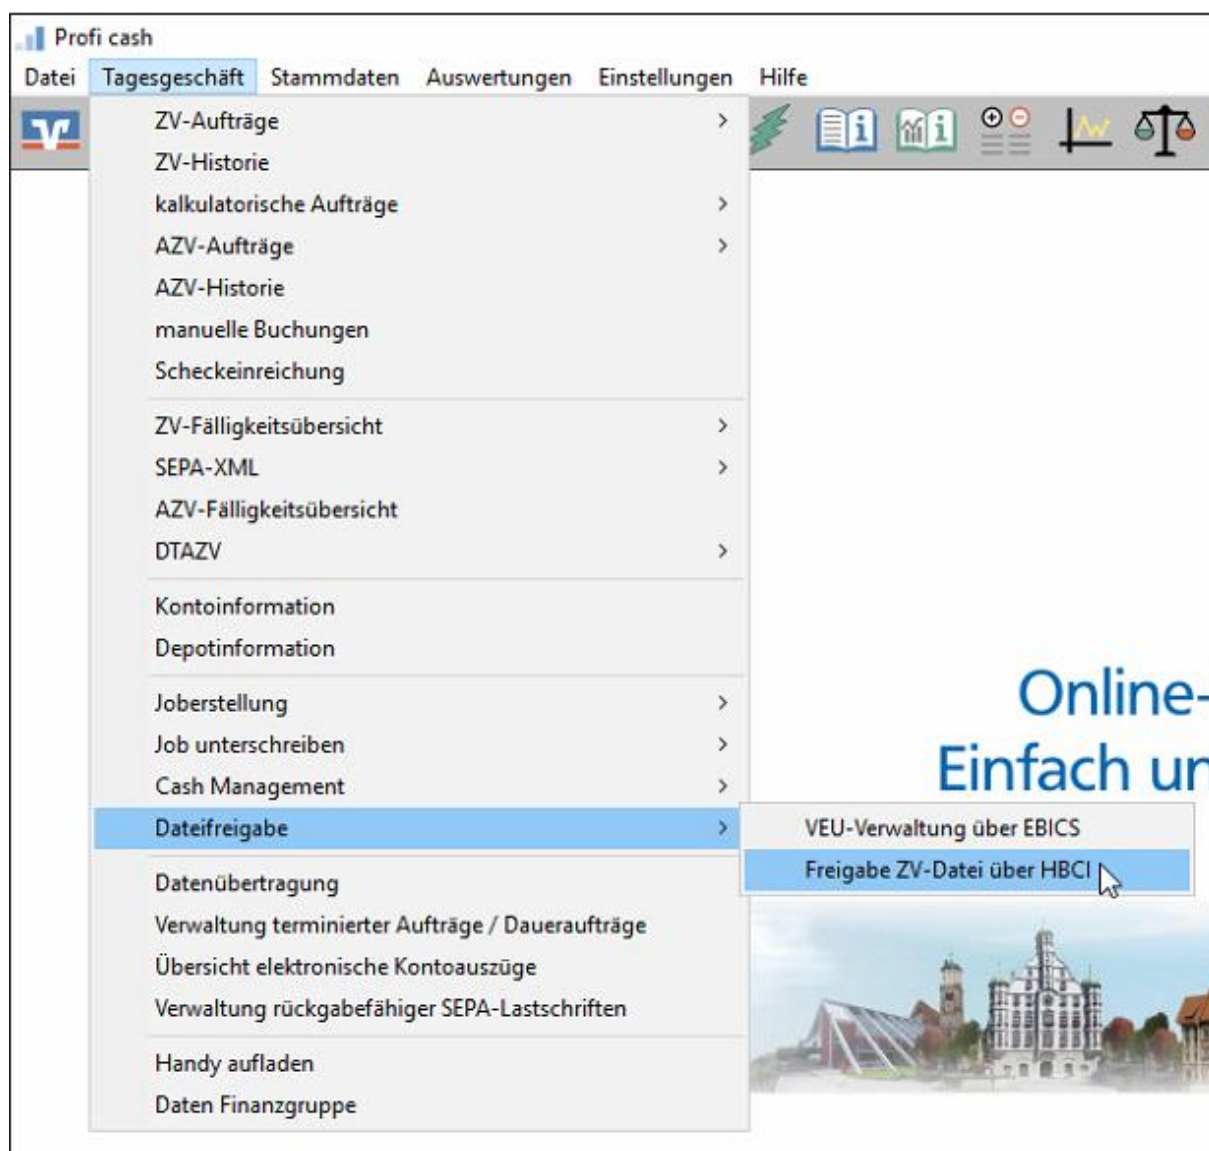 Profi cash
Datei Tagesgeschäft Stammdaten Auswertungen Einstellungen Hilfe
ZV-Aufträge
ZV-Historie
kalkulatorische Aufträge
AZV-Aufträge
AZV-Historie
manuelle Buchungen
Scheckeinreichung
ZV-Fälligkeitsübersicht
SEPA-XML
AZV-Fälligkeitsübersicht
DTAZV
Kontoinformation
Depotinformation
Joberstellung
Job unterschreiben
Cash Management
Dateifreigabe
VEU-Verwaltung über EBICS
Freigabe ZV-Datei über HBCI
Datenübertragung
Verwaltung terminierter Aufträge / Daueraufträge
Übersicht elektronische Kontoauszüge
Verwaltung rückgabefähiger SEPA-Lastschriften
Handy aufladen
Daten Finanzgruppe
Online-
Einfach un